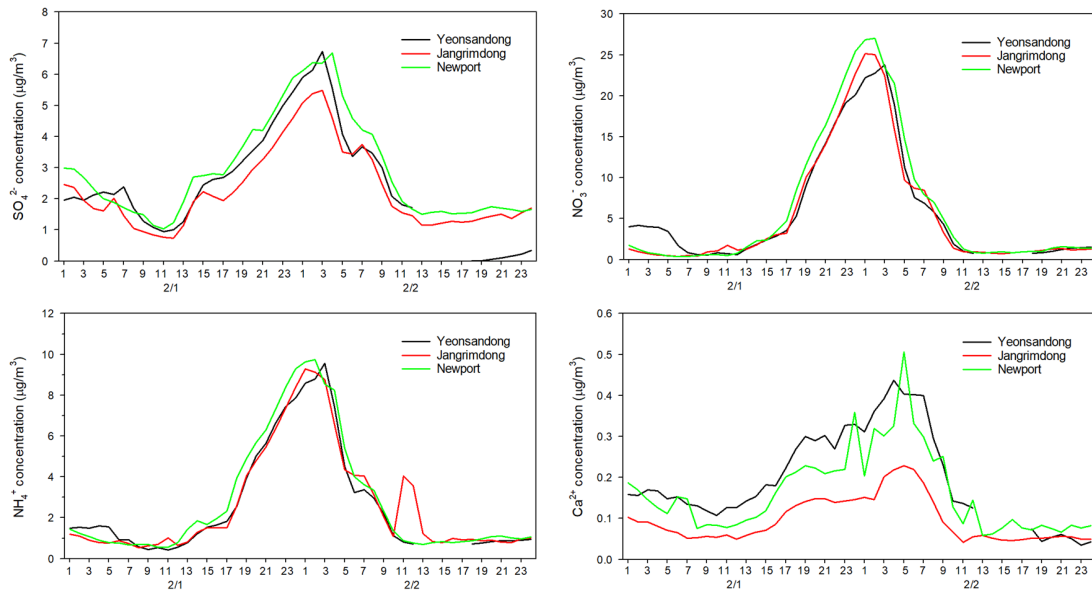 SO₄²⁻ concentration (µg/m³)
8
7
6
5
4
3
2
1
0
Yeonsandong
Jangrimdong
Newport
1 3 5 7 9 11 13 15 17 19 21 23 1 3 5 7 9 11 13 15 17 19 21 23
2/1 2/2
NO₃⁻ concentration (µg/m³)
30
25
20
15
10
5
0
Yeonsandong
Jangrimdong
Newport
1 3 5 7 9 11 13 15 17 19 21 23 1 3 5 7 9 11 13 15 17 19 21 23
2/1 2/2
NH₄⁺ concentration (µg/m³)
12
10
8
6
4
2
0
Yeonsandong
Jangrimdong
Newport
1 3 5 7 9 11 13 15 17 19 21 23 1 3 5 7 9 11 13 15 17 19 21 23
2/1 2/2
Ca²⁺ concentration (µg/m³)
0.6
0.5
0.4
0.3
0.2
0.1
0.0
Yeonsandong
Jangrimdong
Newport
1 3 5 7 9 11 13 15 17 19 21 23 1 3 5 7 9 11 13 15 17 19 21 23
2/1 2/2